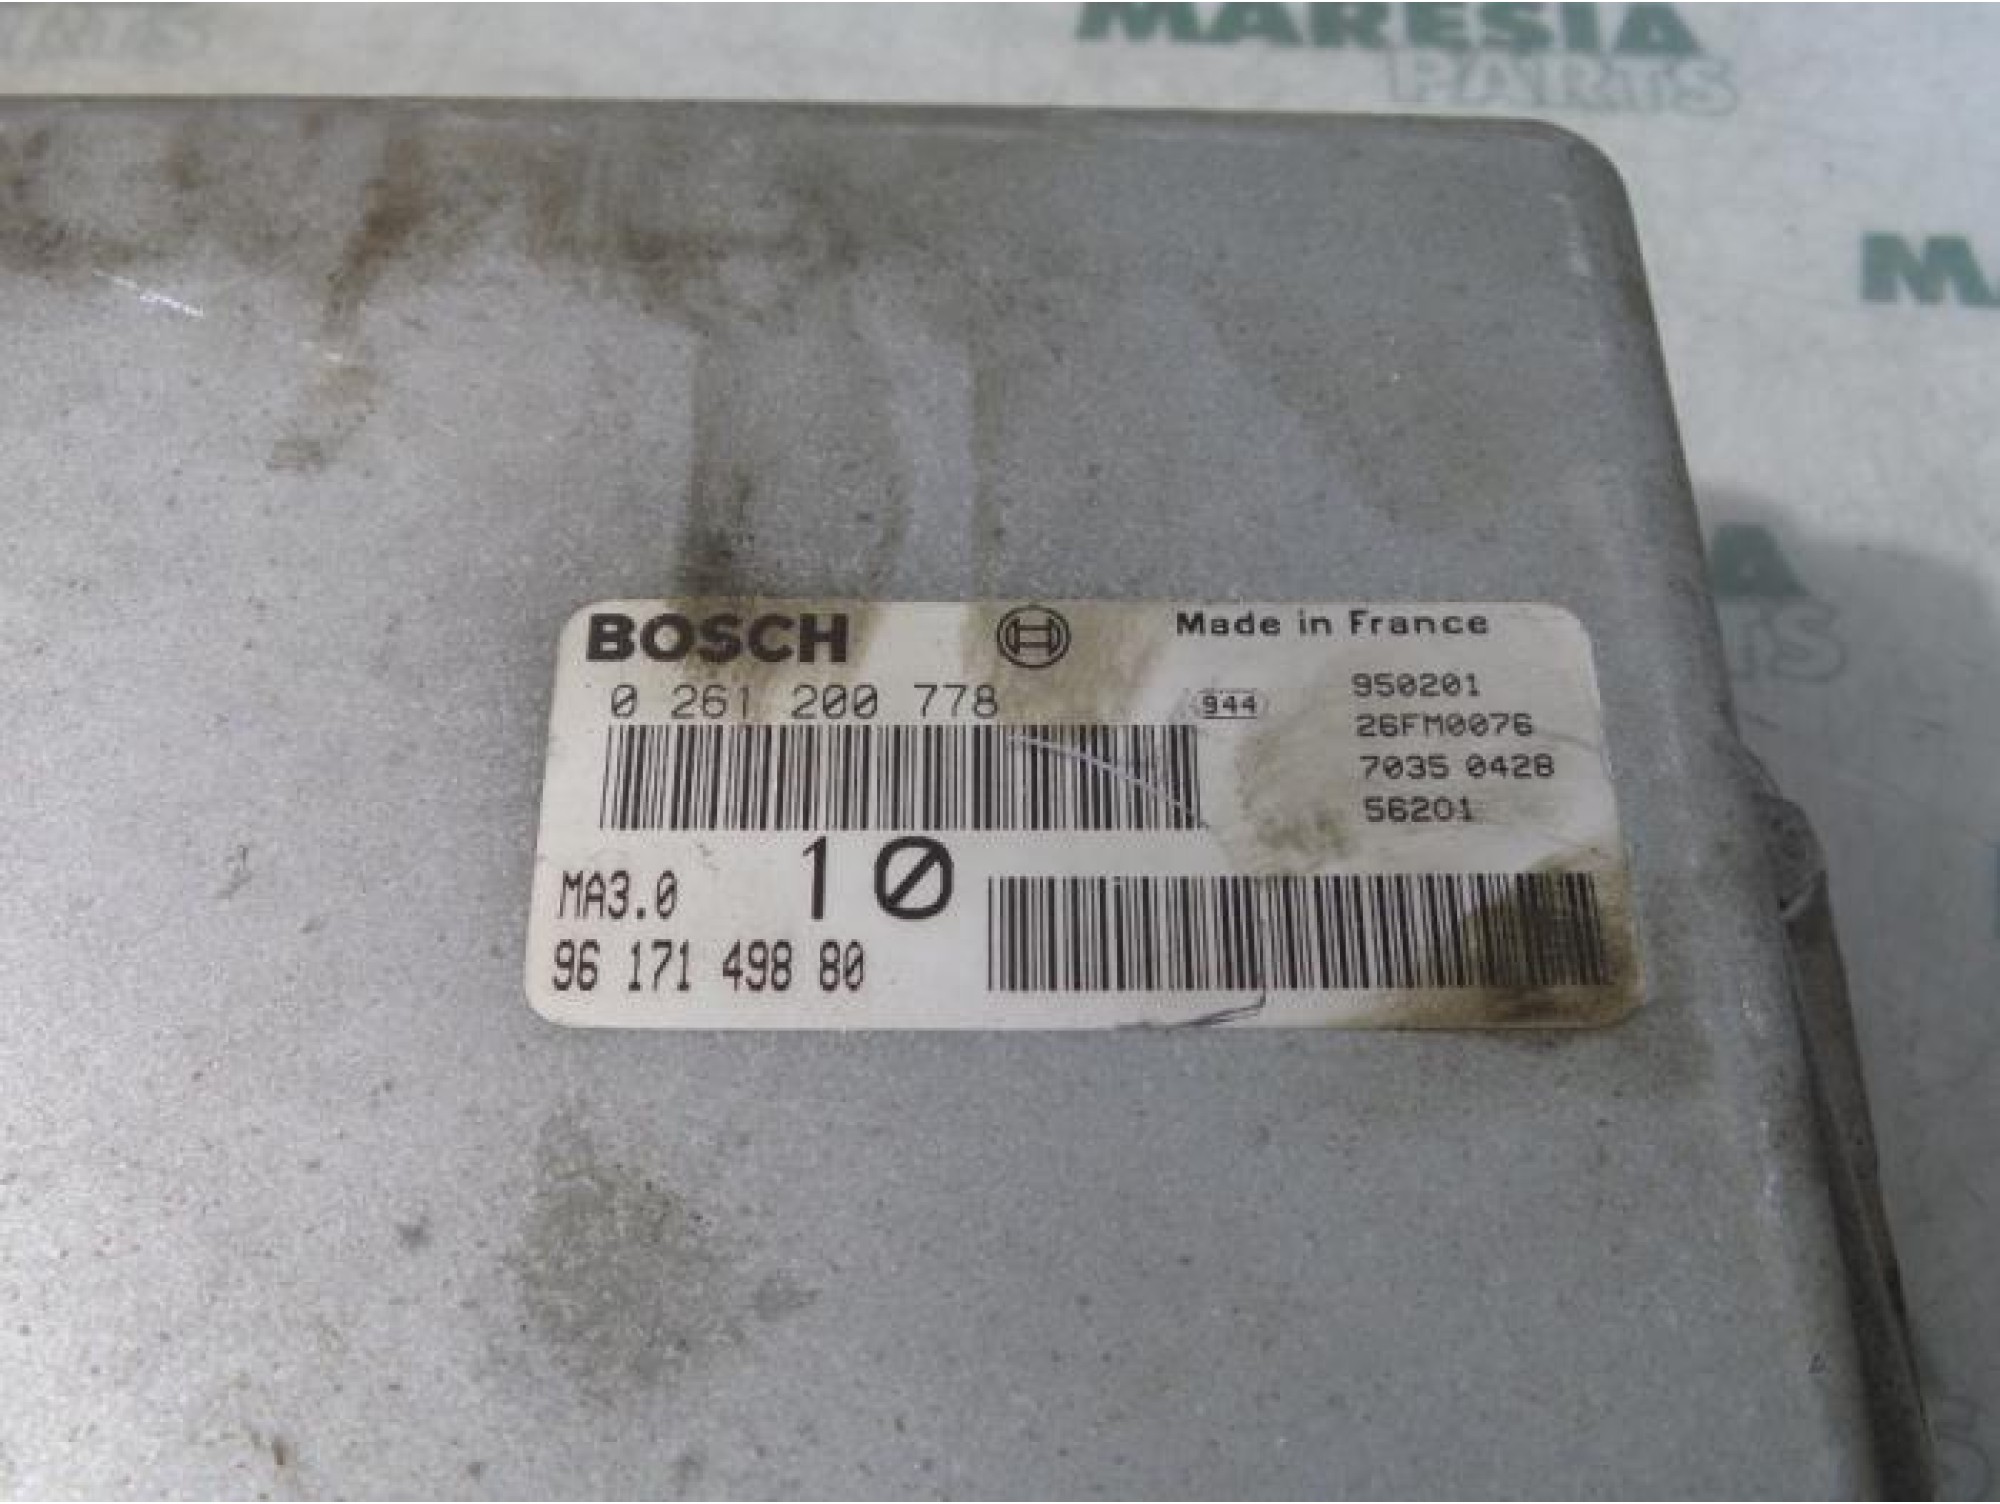 MARESIA
PARTS
BOSCH
Made in France
0 261 200 778
944
950201
26FM0076
7035 0428
56201
MA3.0
10
96 171 498 80